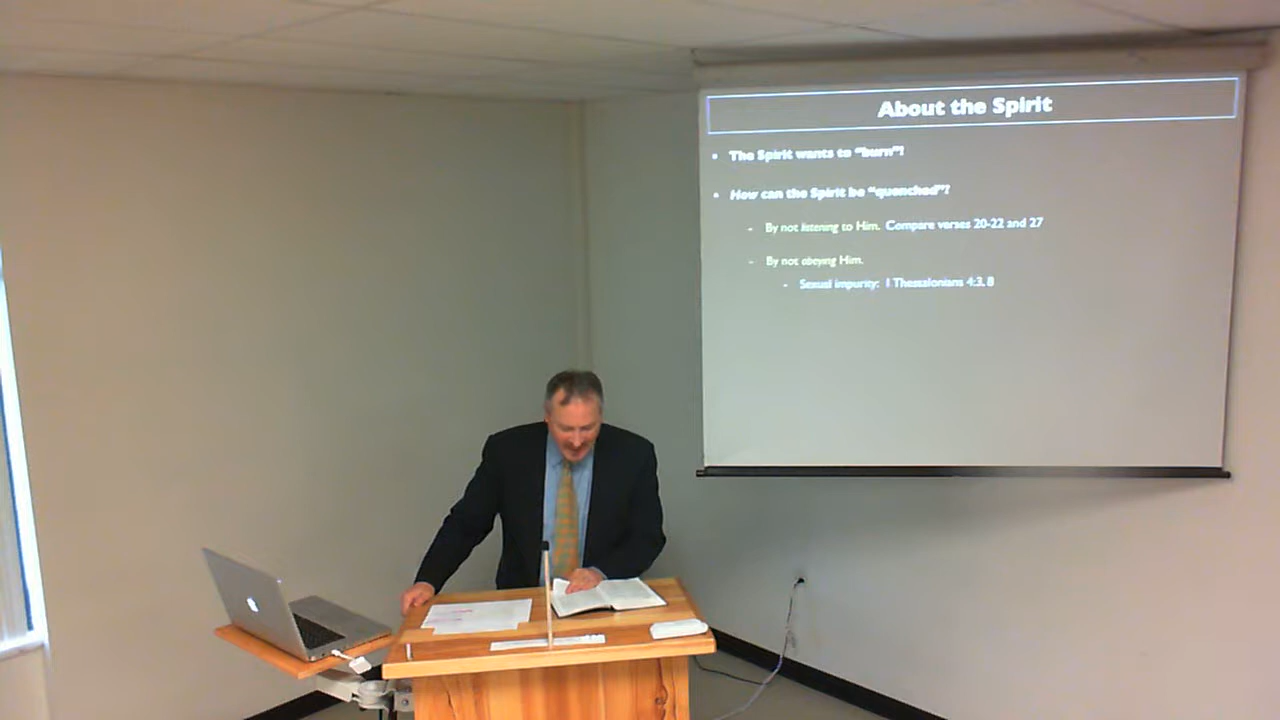 About the Spirit
• The Spirit wants to “burn”!
• How can the Spirit be “quenched”?
- By not listening to Him. Compare verses 20-22 and 27
- By not obeying Him.
- Sexual impurity: 1 Thessalonians 4:3, 8